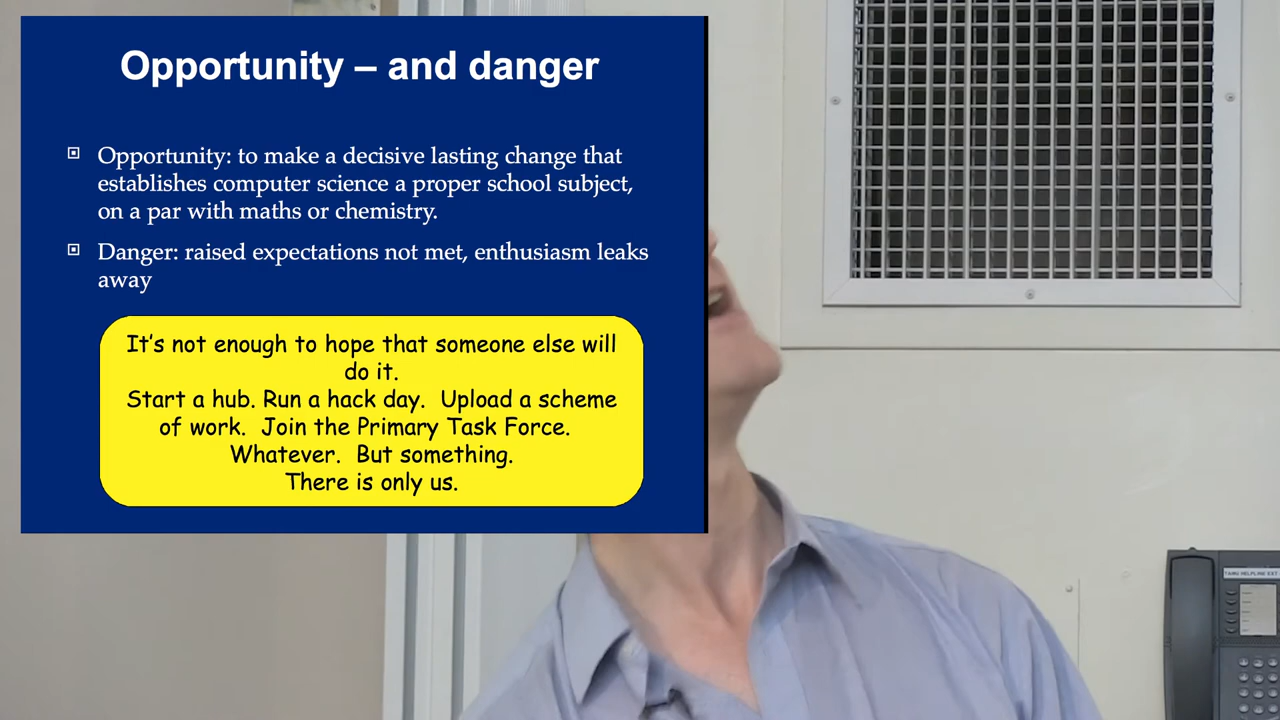 Opportunity – and danger
Opportunity: to make a decisive lasting change that
establishes computer science a proper school subject,
on a par with maths or chemistry.
Danger: raised expectations not met, enthusiasm leaks
away
It's not enough to hope that someone else will
do it.
Start a hub. Run a hack day. Upload a scheme
of work. Join the Primary Task Force.
Whatever. But something.
There is only us.